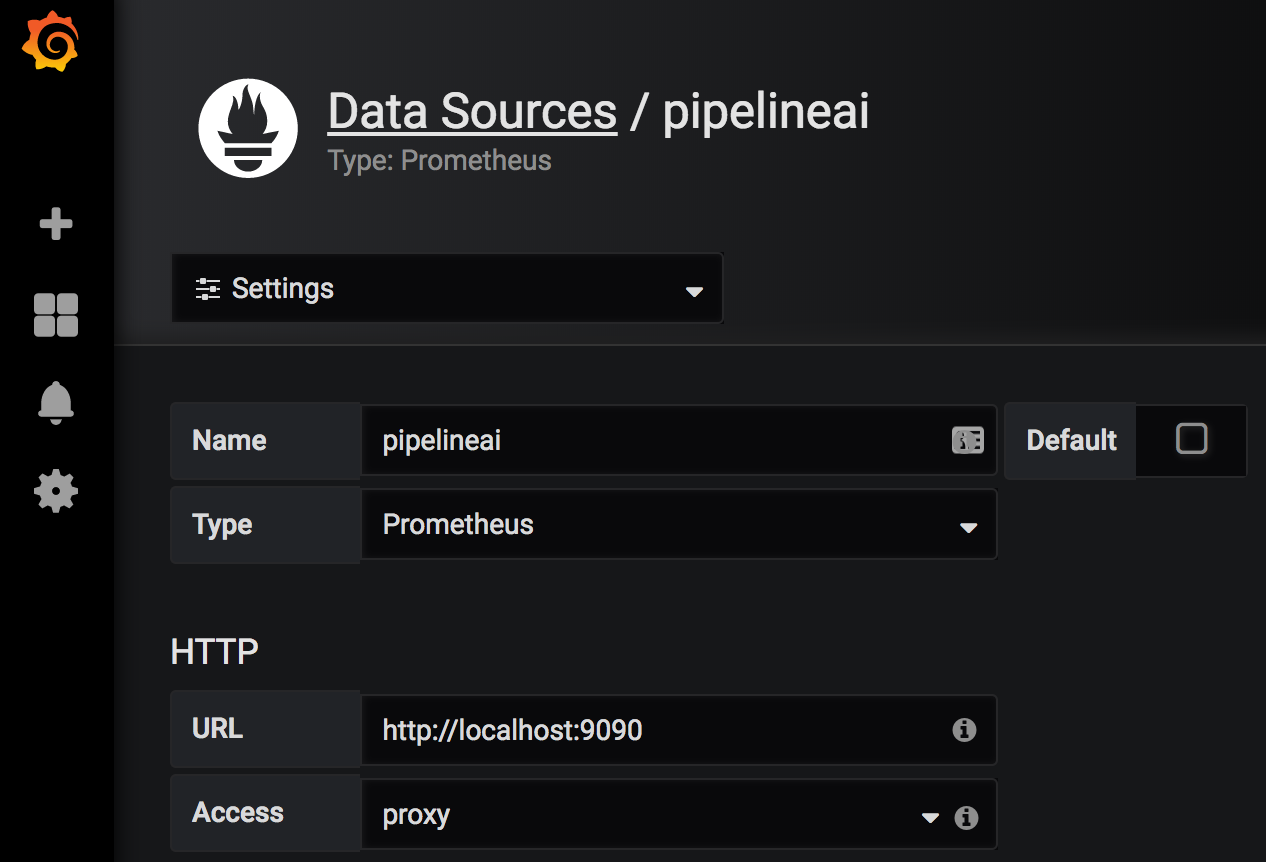 Data Sources / pipelineai
Type: Prometheus
Settings
Name pipelineai Default
Type Prometheus
HTTP
URL http://localhost:9090
Access proxy